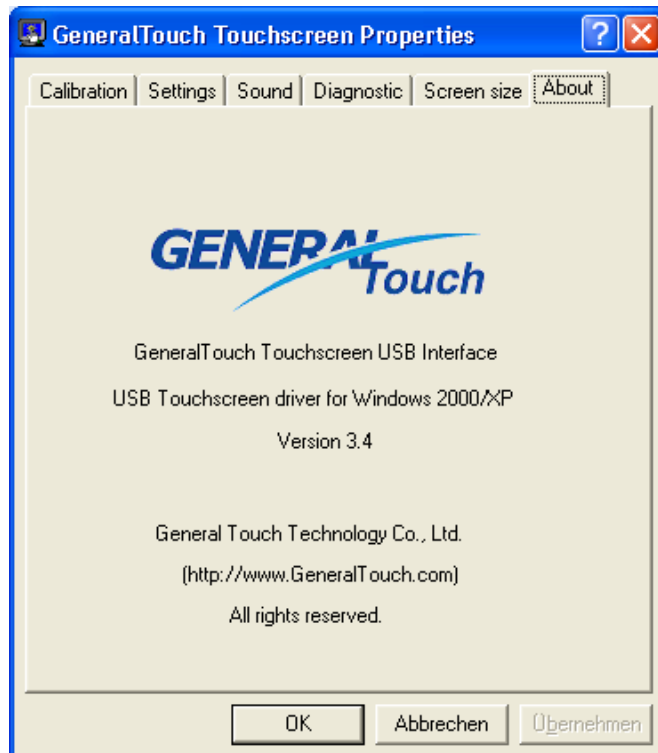 GeneralTouch Touchscreen Properties
Calibration Settings Sound Diagnostic Screen size About
GENERAL
Touch
GeneralTouch Touchscreen USB Interface
USB Touchscreen driver for Windows 2000/XP
Version 3.4
General Touch Technology Co., Ltd.
(http://www.GeneralTouch.com)
All rights reserved.
OK Abbrechen Übernehmen